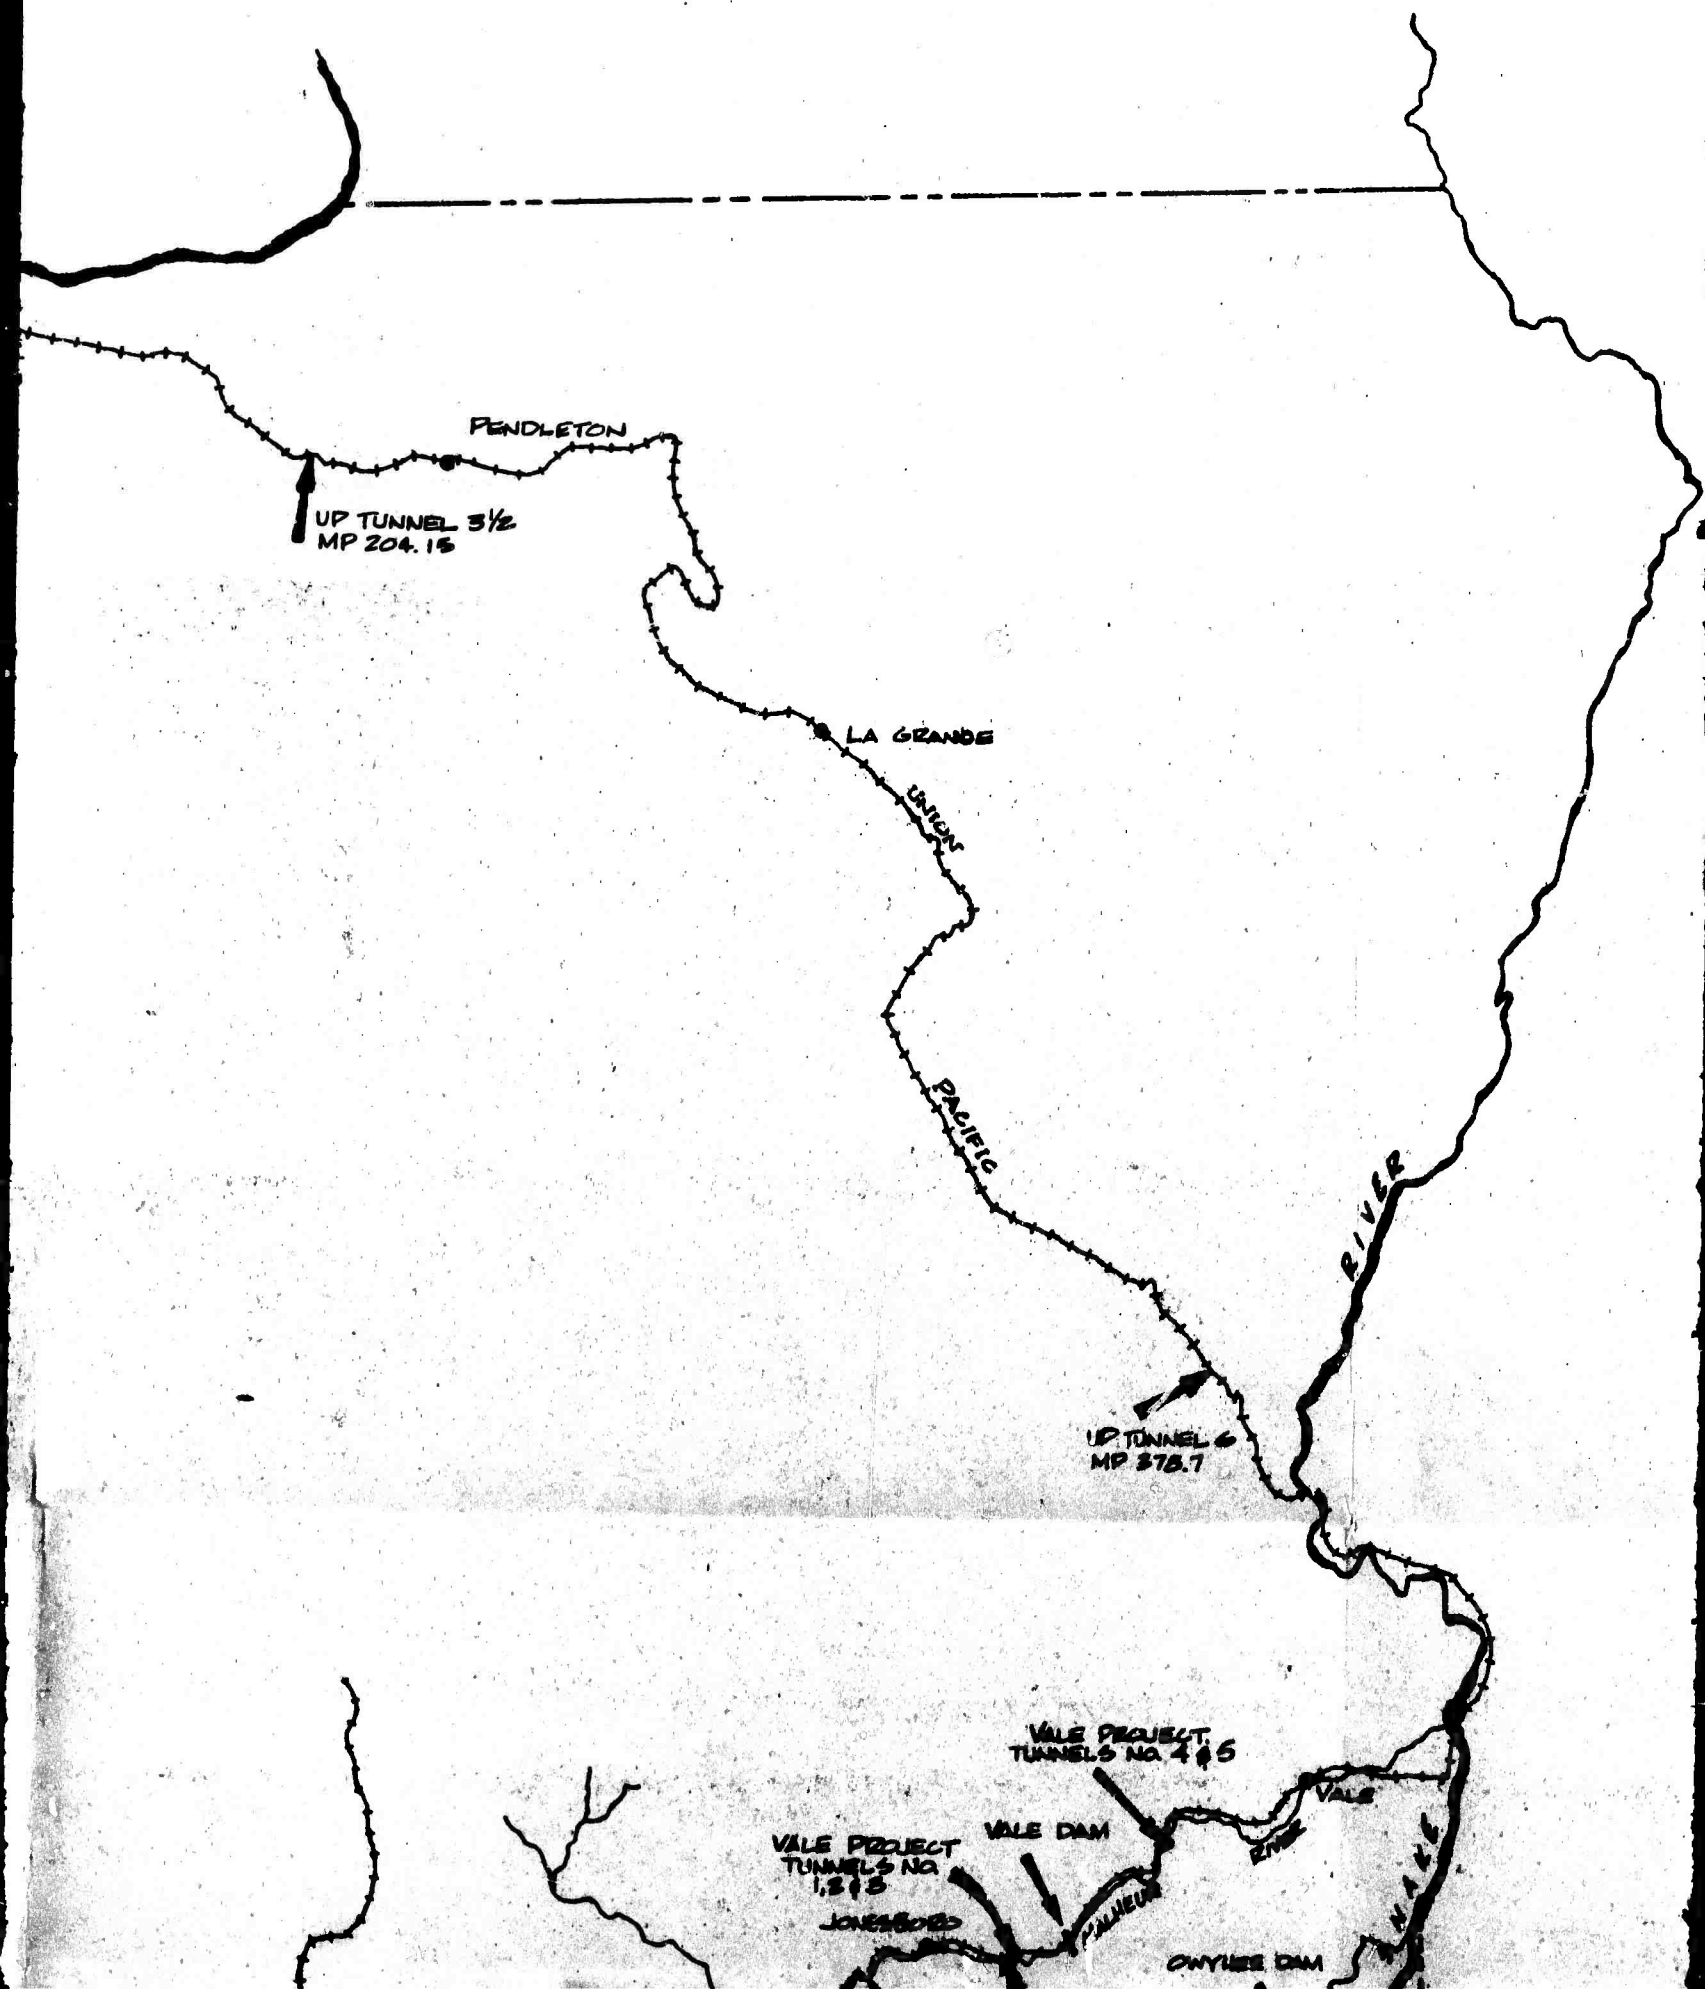 PENDLETON
UP TUNNEL 3½
MP 204.15
LA GRANDE
UNION
PACIFIC
RIVER
UP TUNNEL 6
MP 378.7
VALE PROJECT
TUNNELS NO. 4 & 5
VALE
VALE DAM
RIVER
VALE PROJECT
TUNNELS NO.
1, 2 & 3
MALHEUR
JONESBORO
SNAKE
OWYHEE DAM